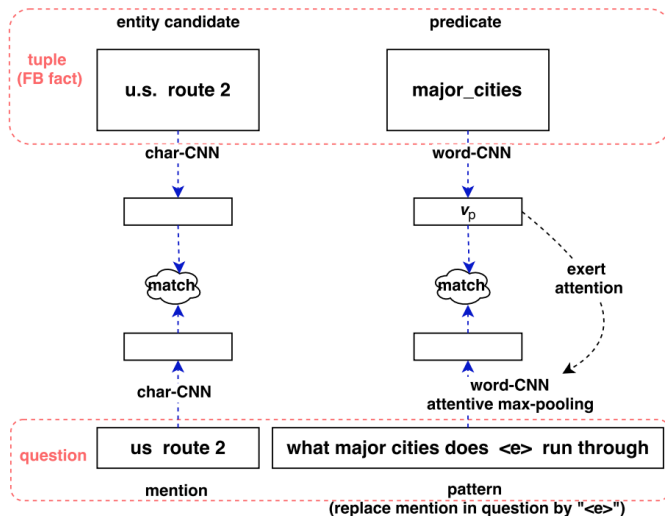 entity candidate
predicate
tuple
(FB fact)
u.s. route 2
major_cities
char-CNN
word-CNN
vp
match
match
exert
attention
char-CNN
word-CNN
attentive max-pooling
question
us route 2
what major cities does <e> run through
mention
pattern
(replace mention in question by "<e>")